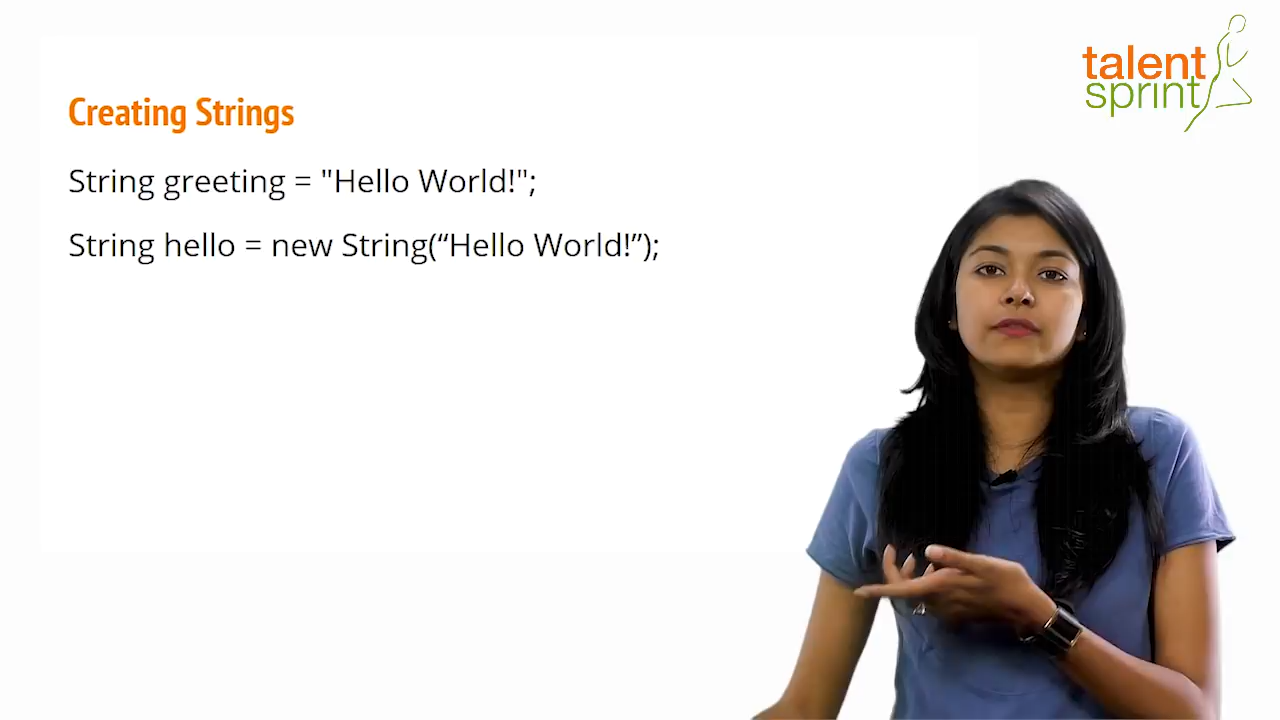 talent
sprint
Creating Strings
String greeting = "Hello World!";
String hello = new String(“Hello World!”);